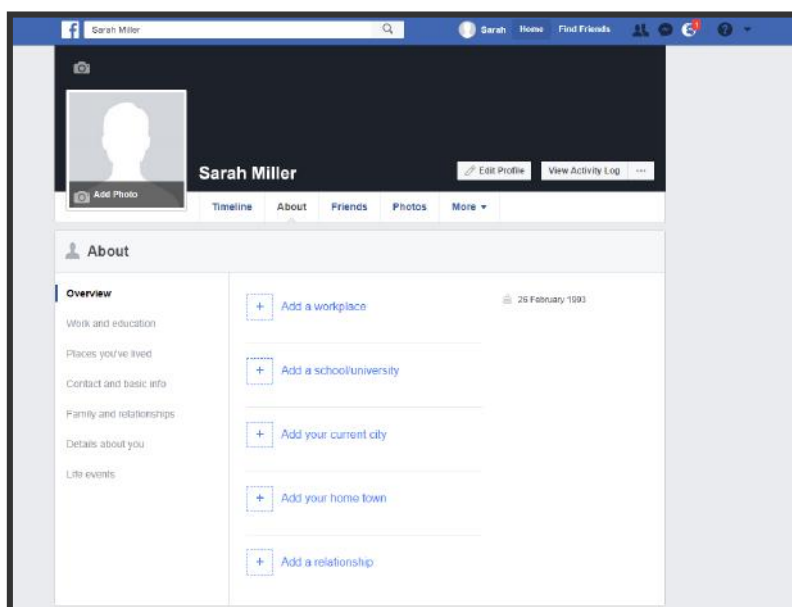 f Sarah Miller Sarah Home Find Friends 1
Sarah Miller
Edit Profile View Activity Log ...
Add Photo
Timeline About Friends Photos More
About
Overview
Work and education
Places you've lived
Contact and basic info
Family and relationships
Details about you
Life events
Add a workplace
Add a school/university
Add your current city
Add your home town
Add a relationship
26 February 1993